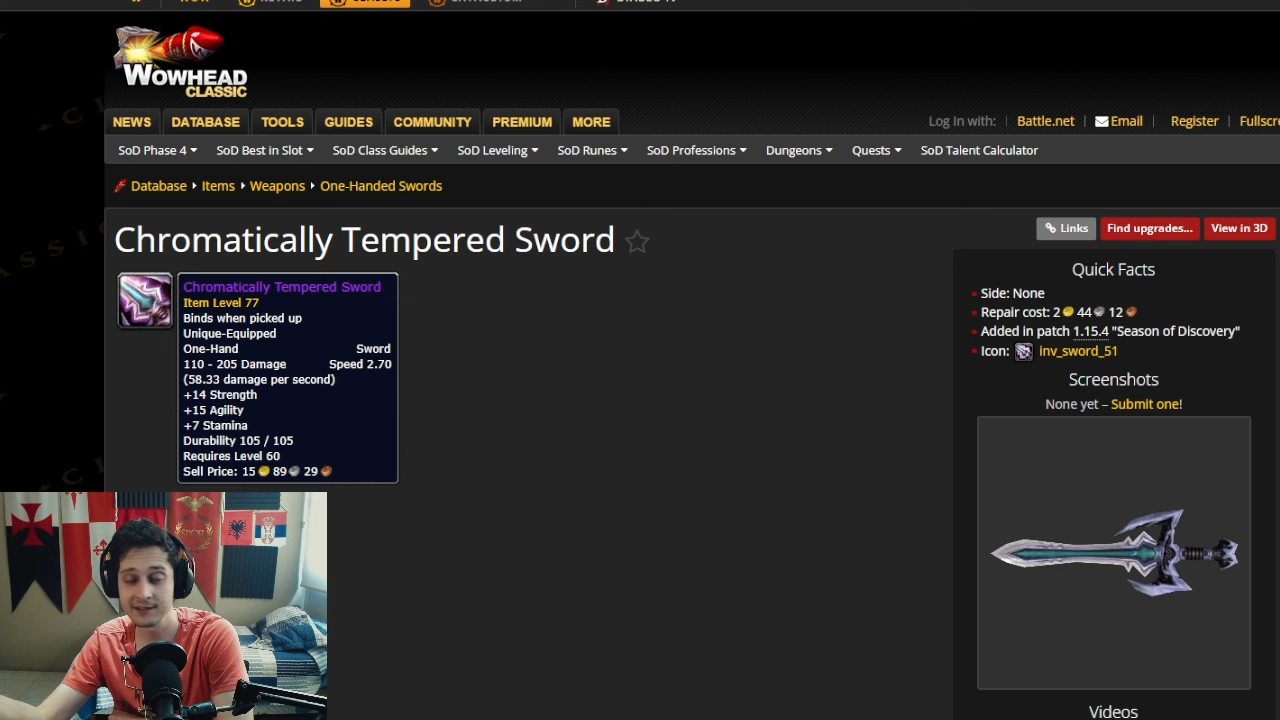 WOWHEAD
CLASSIC
NEWS DATABASE TOOLS GUIDES COMMUNITY PREMIUM MORE
Log In with: Battle.net | Email | Register |
SoD Phase 4 SoD Best in Slot SoD Class Guides SoD Leveling SoD Runes SoD Professions Dungeons Quests SoD Talent Calculator
Database Items Weapons One-Handed Swords
Chromatically Tempered Sword
Links Find upgrades... View in 3D
Chromatically Tempered Sword
Item Level 77
Binds when picked up
Unique-Equipped
One-Hand Sword
110 - 205 Damage Speed 2.70
(58.33 damage per second)
+14 Strength
+15 Agility
+7 Stamina
Durability 105 / 105
Requires Level 60
Sell Price: 15 89 29
Quick Facts
Side: None
Repair cost: 2 44 12
Added in patch 1.15.4 "Season of Discovery"
Icon: inv_sword_51
Screenshots
None yet – Submit one!
Videos